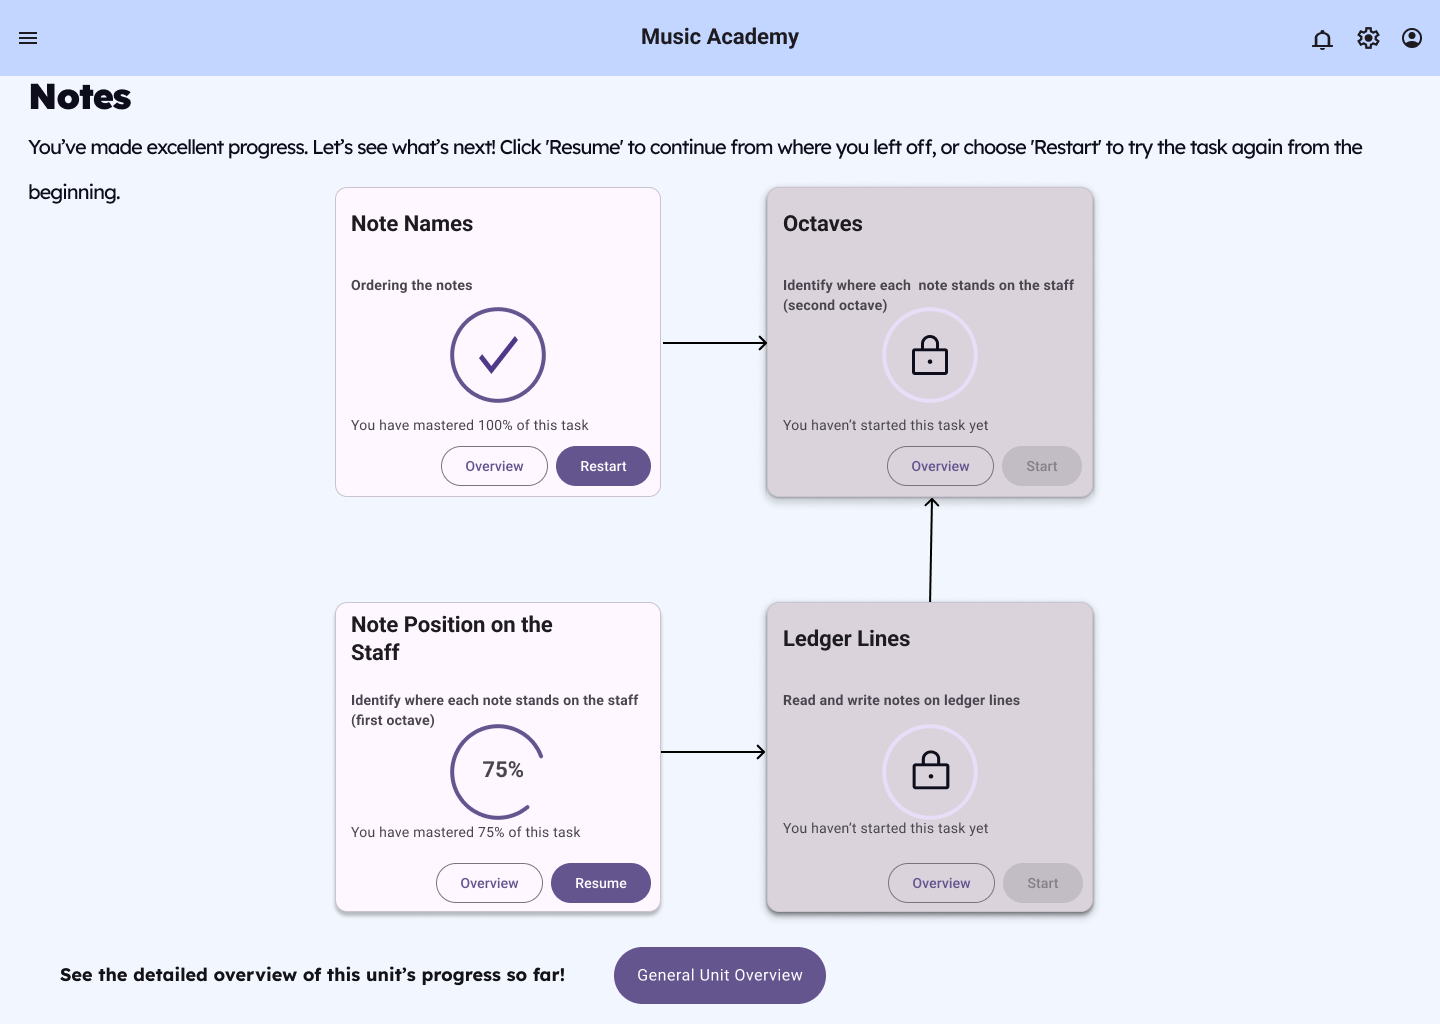 Music Academy
Notes
You’ve made excellent progress. Let’s see what’s next! Click 'Resume' to continue from where you left off, or choose 'Restart' to try the task again from the
beginning.
Note Names
Ordering the notes
You have mastered 100% of this task
Overview
Restart
Octaves
Identify where each  note stands on the staff
(second octave)
You haven’t started this task yet
Overview
Start
Note Position on the
Staff
Identify where each note stands on the staff
(first octave)
75%
You have mastered 75% of this task
Overview
Resume
Ledger Lines
Read and write notes on ledger lines
You haven’t started this task yet
Overview
Start
See the detailed overview of this unit’s progress so far!
General Unit Overview